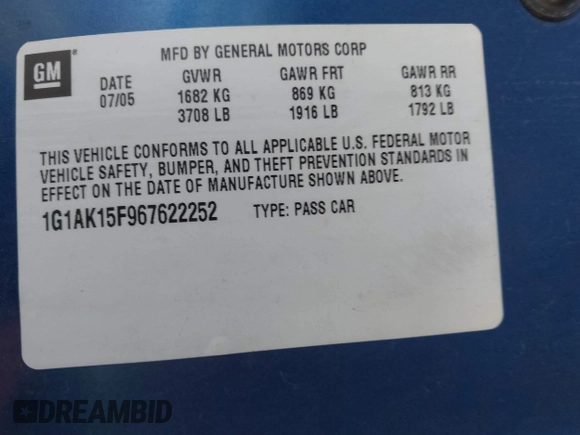 GM
MFD BY GENERAL MOTORS CORP
DATE GVWR GAWR FRT GAWR RR
07/05 1682 KG 869 KG 813 KG
3708 LB 1916 LB 1792 LB
THIS VEHICLE CONFORMS TO ALL APPLICABLE U.S. FEDERAL MOTOR
VEHICLE SAFETY, BUMPER, AND THEFT PREVENTION STANDARDS IN
EFFECT ON THE DATE OF MANUFACTURE SHOWN ABOVE.
1G1AK15F967622252 TYPE: PASS CAR
DREAMBID